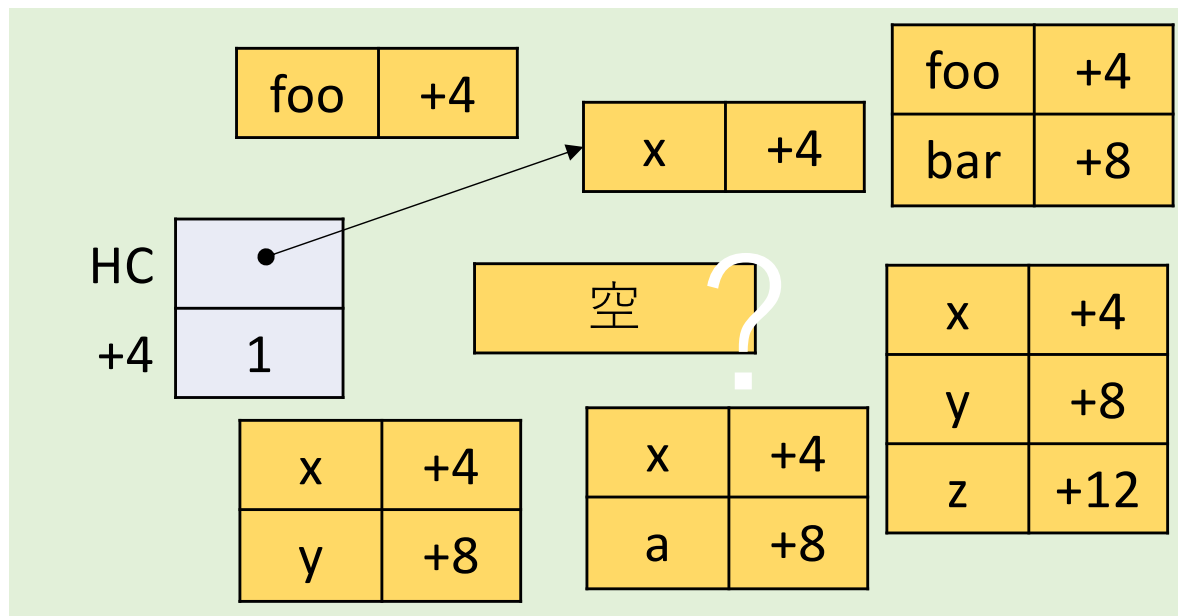 foo +4
x +4
foo +4
bar +8
HC
+4 1
空
?
x +4
y +8
z +12
x +4
y +8
x +4
a +8